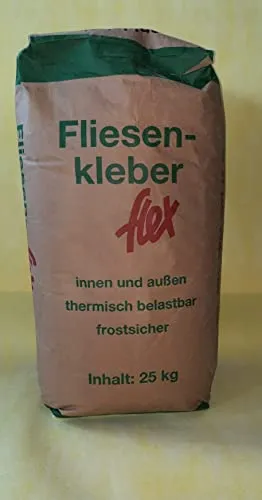 Fliesen-
kleber
flex
innen und außen
thermisch belastbar
frostsicher
Inhalt: 25 kg